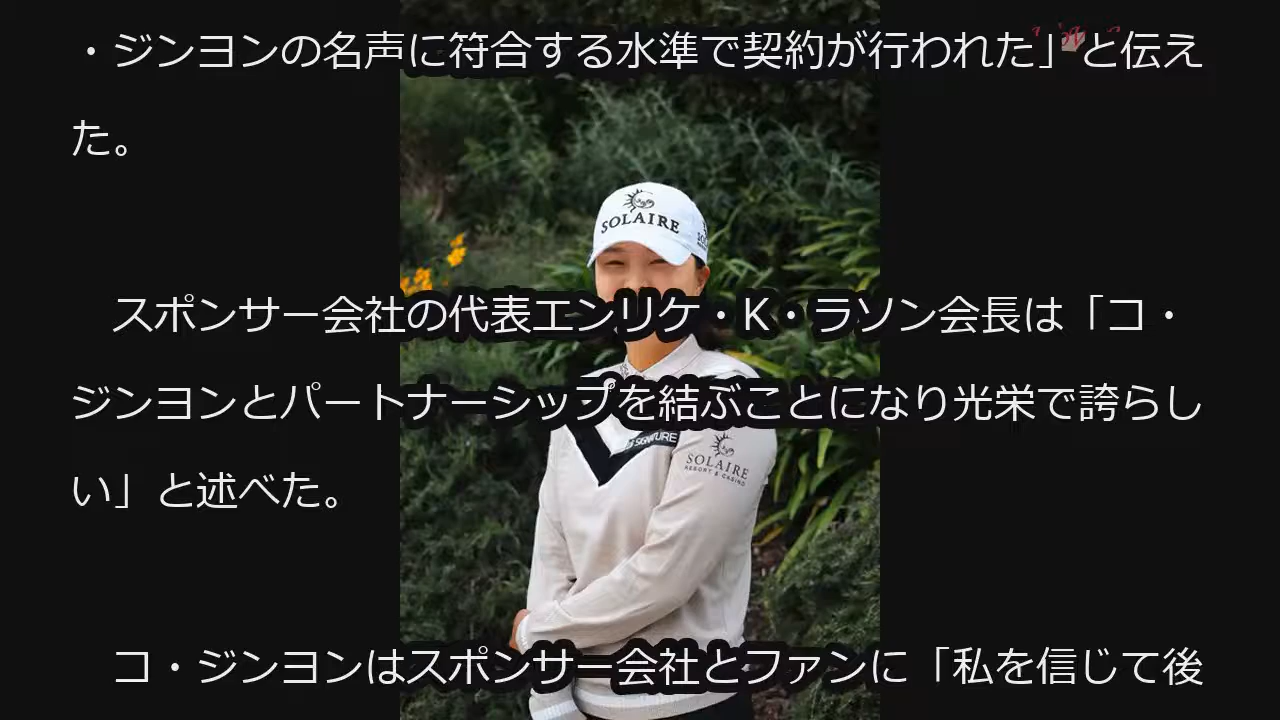 ・ジンヨンの名声に符合する水準で契約が行われた」と伝え
た。
スポンサー会社の代表エンリケ・K・ラソン会長は「コ・
ジンヨンとパートナーシップを結ぶことになり光栄で誇らし
い」と述べた。
コ・ジンヨンはスポンサー会社とファンに「私を信じて後
SOLAIRE
SIGNATURE
SOLAIRE
RESORT & CASINO